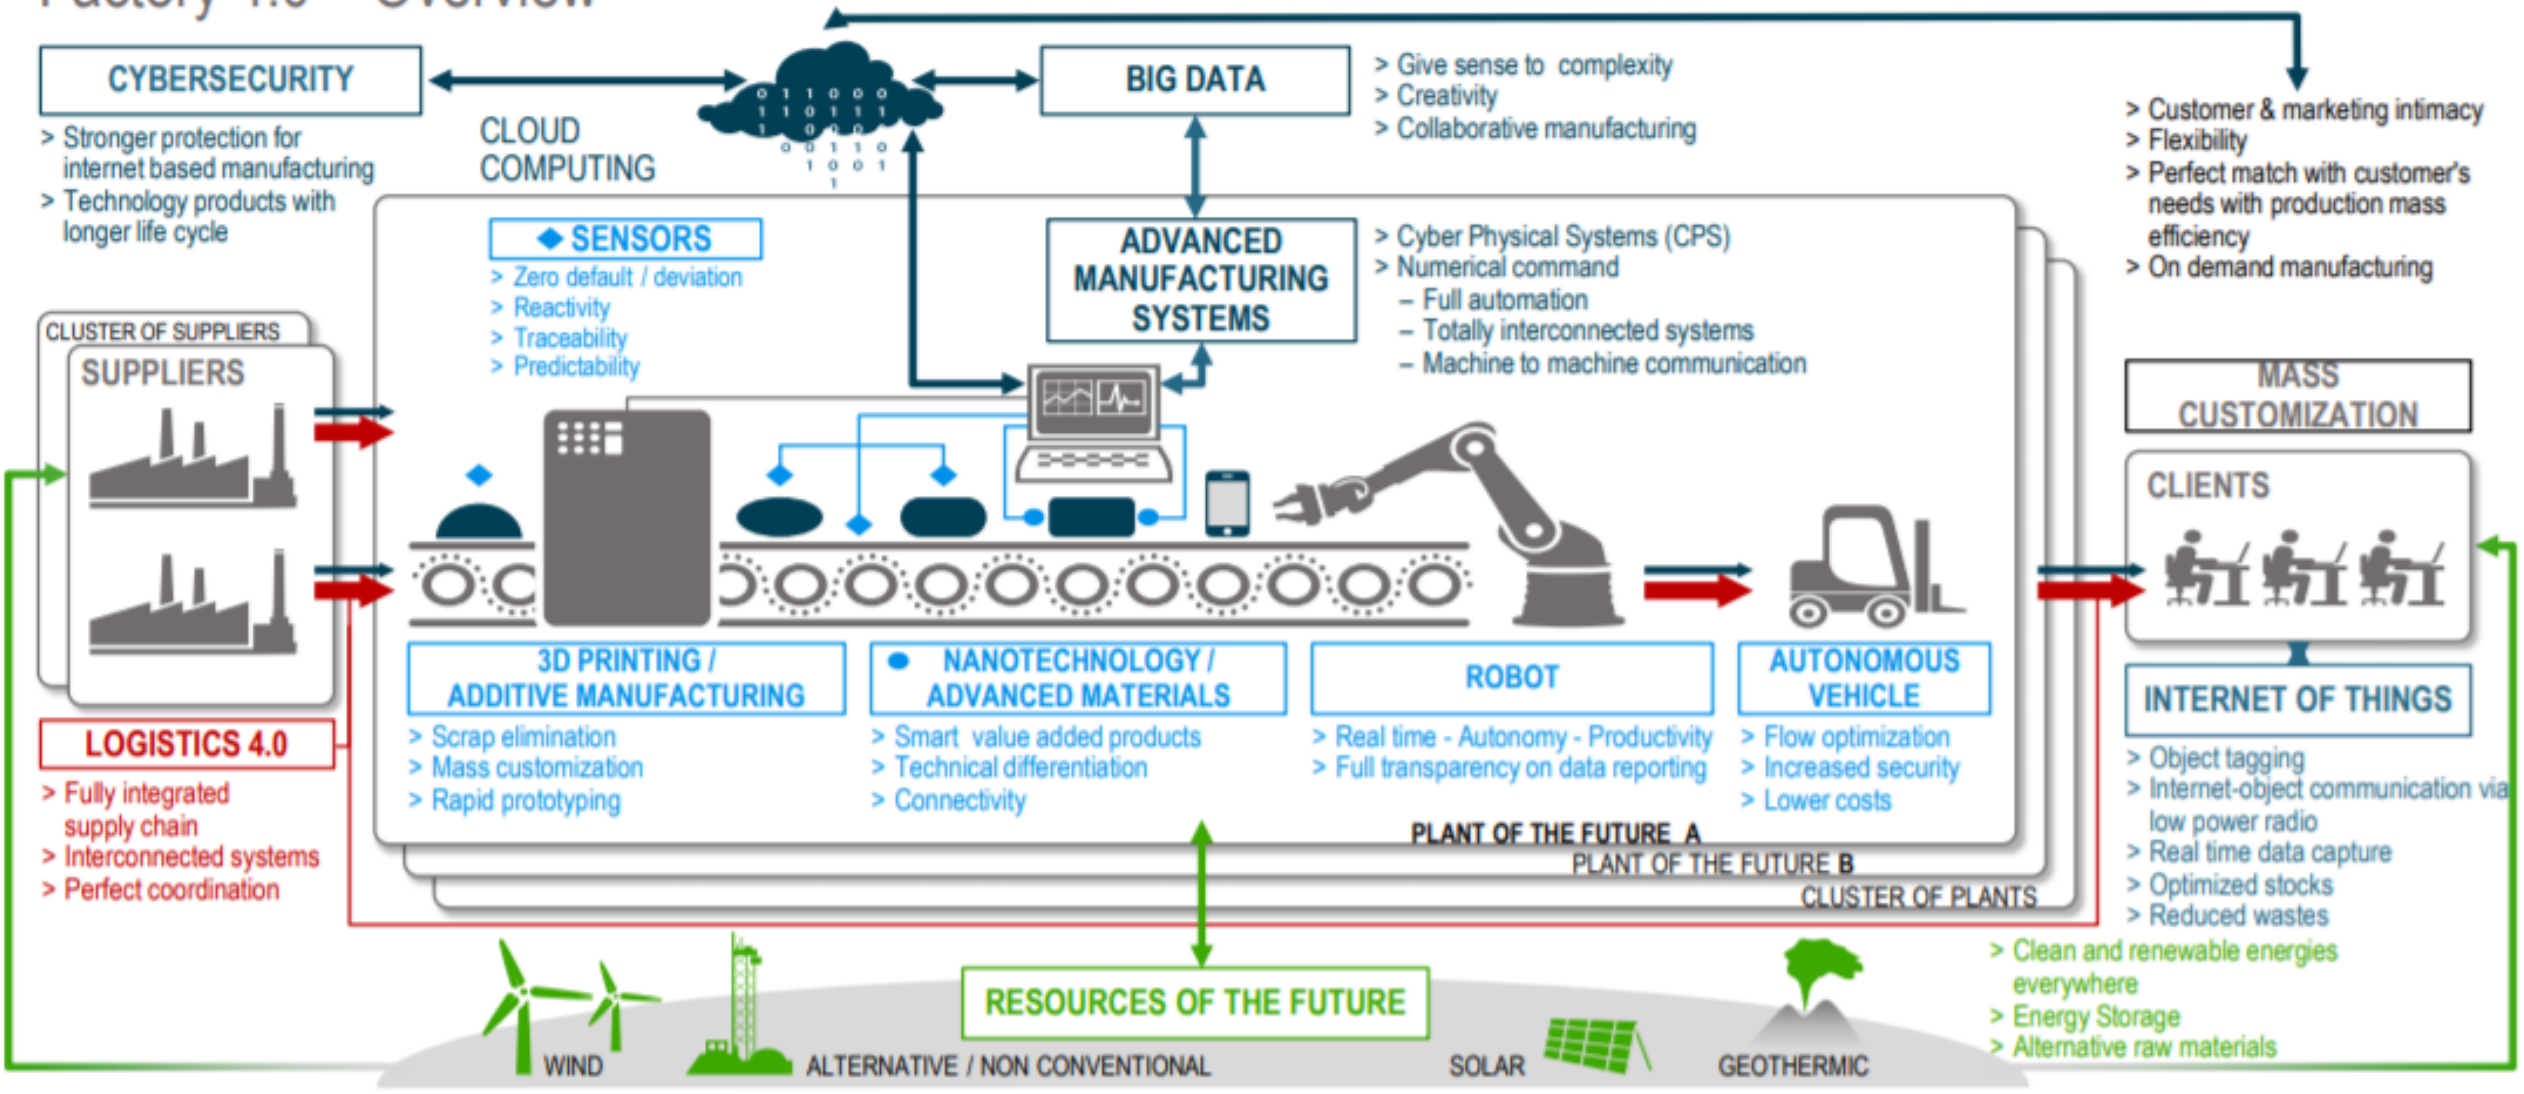 Factory 4.0 – Overview
CYBERSECURITY
> Stronger protection for
internet based manufacturing
> Technology products with
longer life cycle
CLOUD
COMPUTING
BIG DATA
> Give sense to complexity
> Creativity
> Collaborative manufacturing
> Customer & marketing intimacy
> Flexibility
> Perfect match with customer's
needs with production mass
efficiency
> On demand manufacturing
SENSORS
> Zero default / deviation
> Reactivity
> Traceability
> Predictability
ADVANCED
MANUFACTURING
SYSTEMS
> Cyber Physical Systems (CPS)
> Numerical command
– Full automation
– Totally interconnected systems
– Machine to machine communication
CLUSTER OF SUPPLIERS
SUPPLIERS
MASS
CUSTOMIZATION
CLIENTS
LOGISTICS 4.0
> Fully integrated
supply chain
> Interconnected systems
> Perfect coordination
3D PRINTING /
ADDITIVE MANUFACTURING
> Scrap elimination
> Mass customization
> Rapid prototyping
NANOTECHNOLOGY /
ADVANCED MATERIALS
> Smart value added products
> Technical differentiation
> Connectivity
ROBOT
> Real time - Autonomy - Productivity
> Full transparency on data reporting
AUTONOMOUS
VEHICLE
> Flow optimization
> Increased security
> Lower costs
INTERNET OF THINGS
> Object tagging
> Internet-object communication via
low power radio
> Real time data capture
> Optimized stocks
> Reduced wastes
PLANT OF THE FUTURE A
PLANT OF THE FUTURE B
CLUSTER OF PLANTS
RESOURCES OF THE FUTURE
> Clean and renewable energies
everywhere
> Energy Storage
> Alternative raw materials
WIND
ALTERNATIVE / NON CONVENTIONAL
SOLAR
GEOTHERMIC